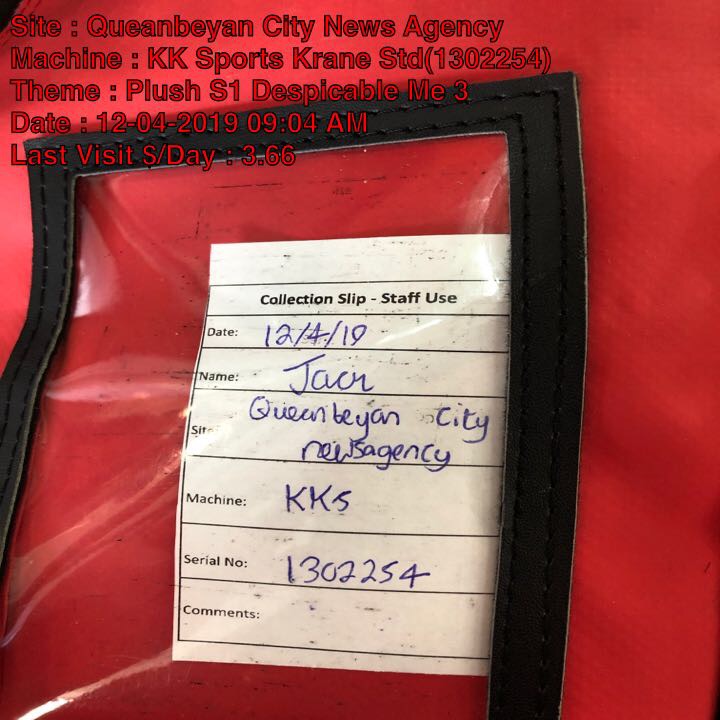 Site : Queanbeyan City News Agency
Machine : KK Sports Krane Std(1302254)
Theme : Plush S1 Despicable Me 3
Date : 12-04-2019 09:04 AM
Last Visit $/Day : 3.66
Collection Slip - Staff Use
Date: 12/4/19
Name:
Site: Queanbeyan City
newsagency
Machine: KKS
Serial No: 1302254
Comments: